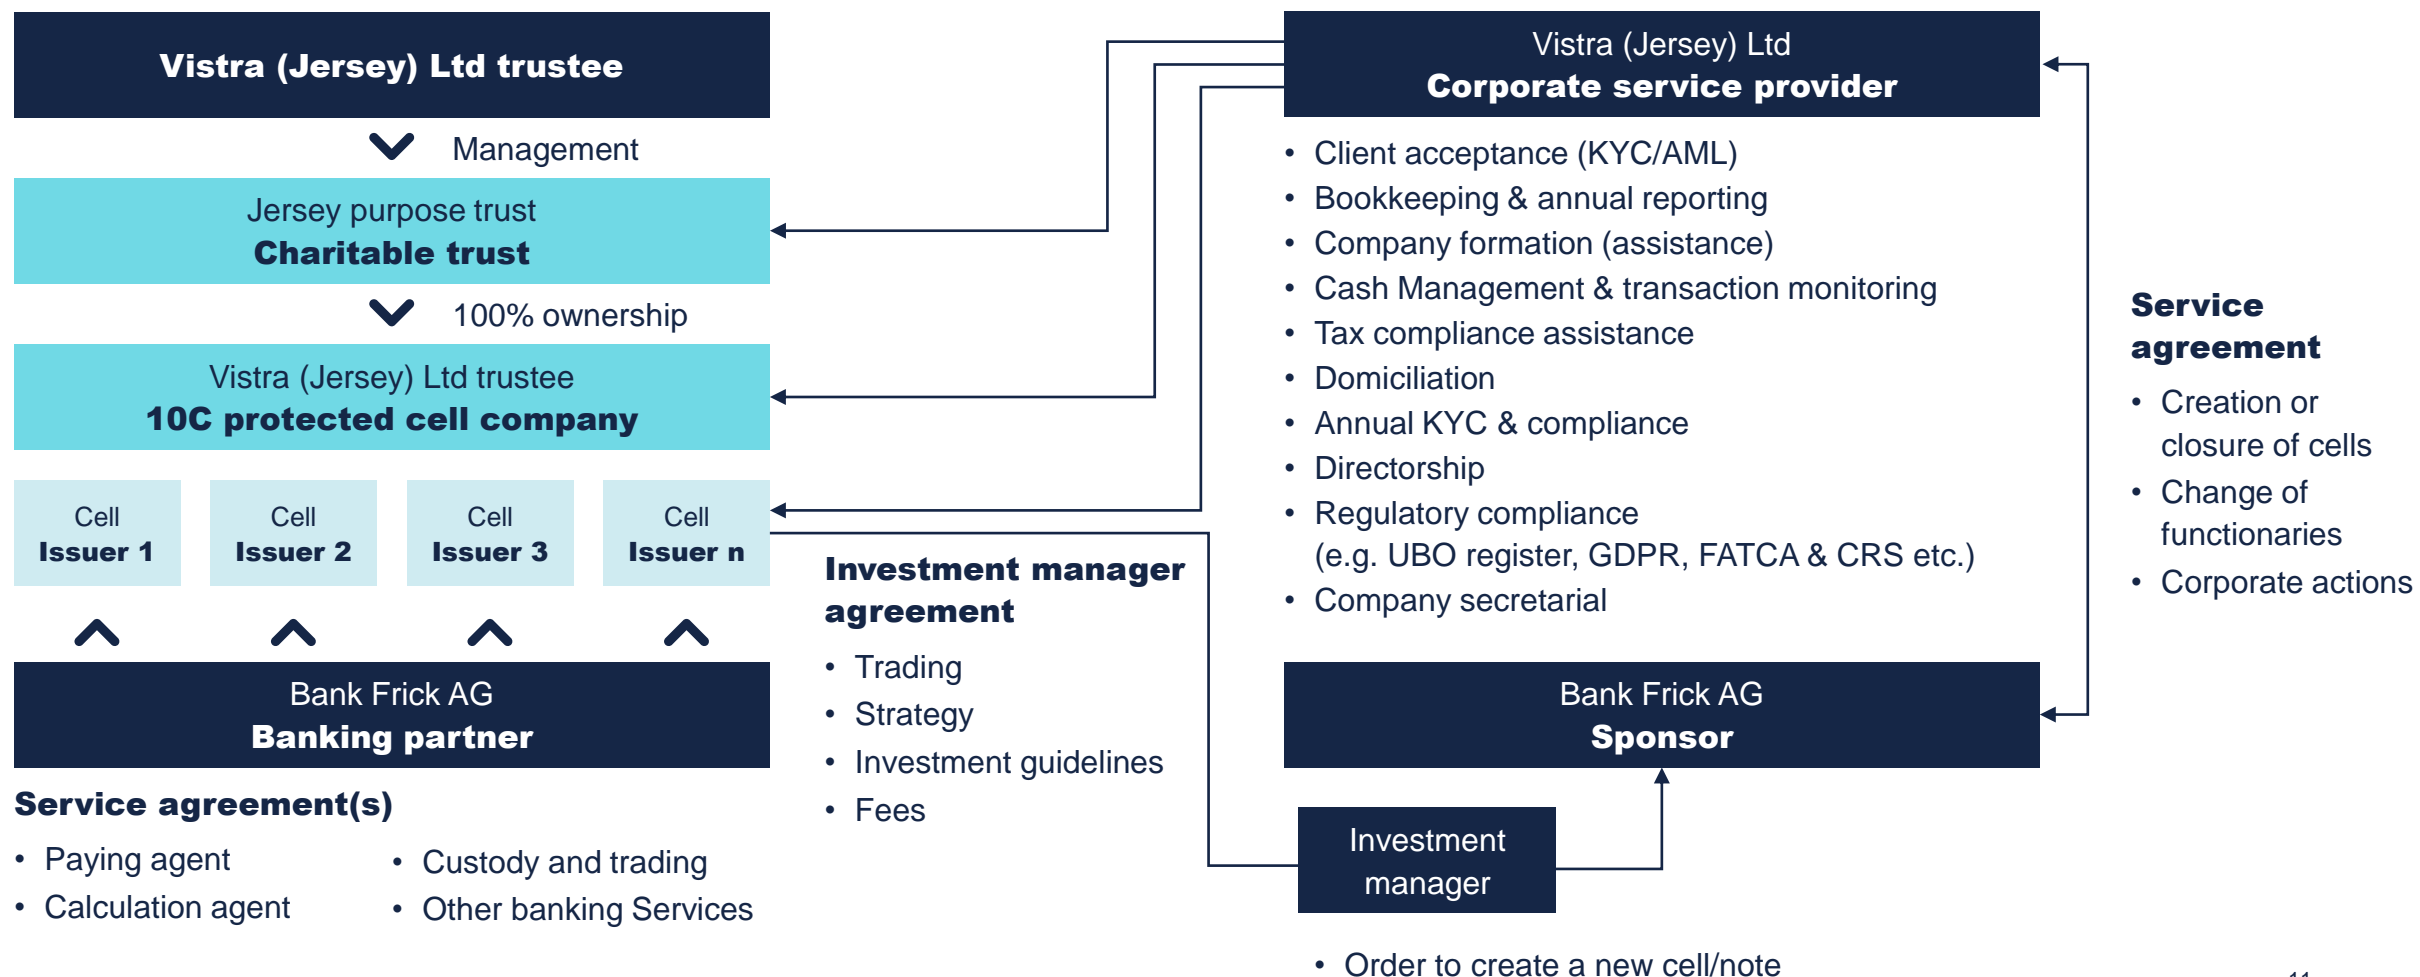 Vistra (Jersey) Ltd trustee
Management
Jersey purpose trust
Charitable trust
100% ownership
Vistra (Jersey) Ltd trustee
10C protected cell company
Cell
Issuer 1
Cell
Issuer 2
Cell
Issuer 3
Cell
Issuer n
Bank Frick AG
Banking partner
Service agreement(s)
• Paying agent
• Calculation agent
• Custody and trading
• Other banking Services
Investment manager
agreement
• Trading
• Strategy
• Investment guidelines
• Fees
Vistra (Jersey) Ltd
Corporate service provider
• Client acceptance (KYC/AML)
• Bookkeeping & annual reporting
• Company formation (assistance)
• Cash Management & transaction monitoring
• Tax compliance assistance
• Domiciliation
• Annual KYC & compliance
• Directorship
• Regulatory compliance
(e.g. UBO register, GDPR, FATCA & CRS etc.)
• Company secretarial
Bank Frick AG
Sponsor
Investment
manager
• Order to create a new cell/note
Service
agreement
• Creation or
closure of cells
• Change of
functionaries
• Corporate actions